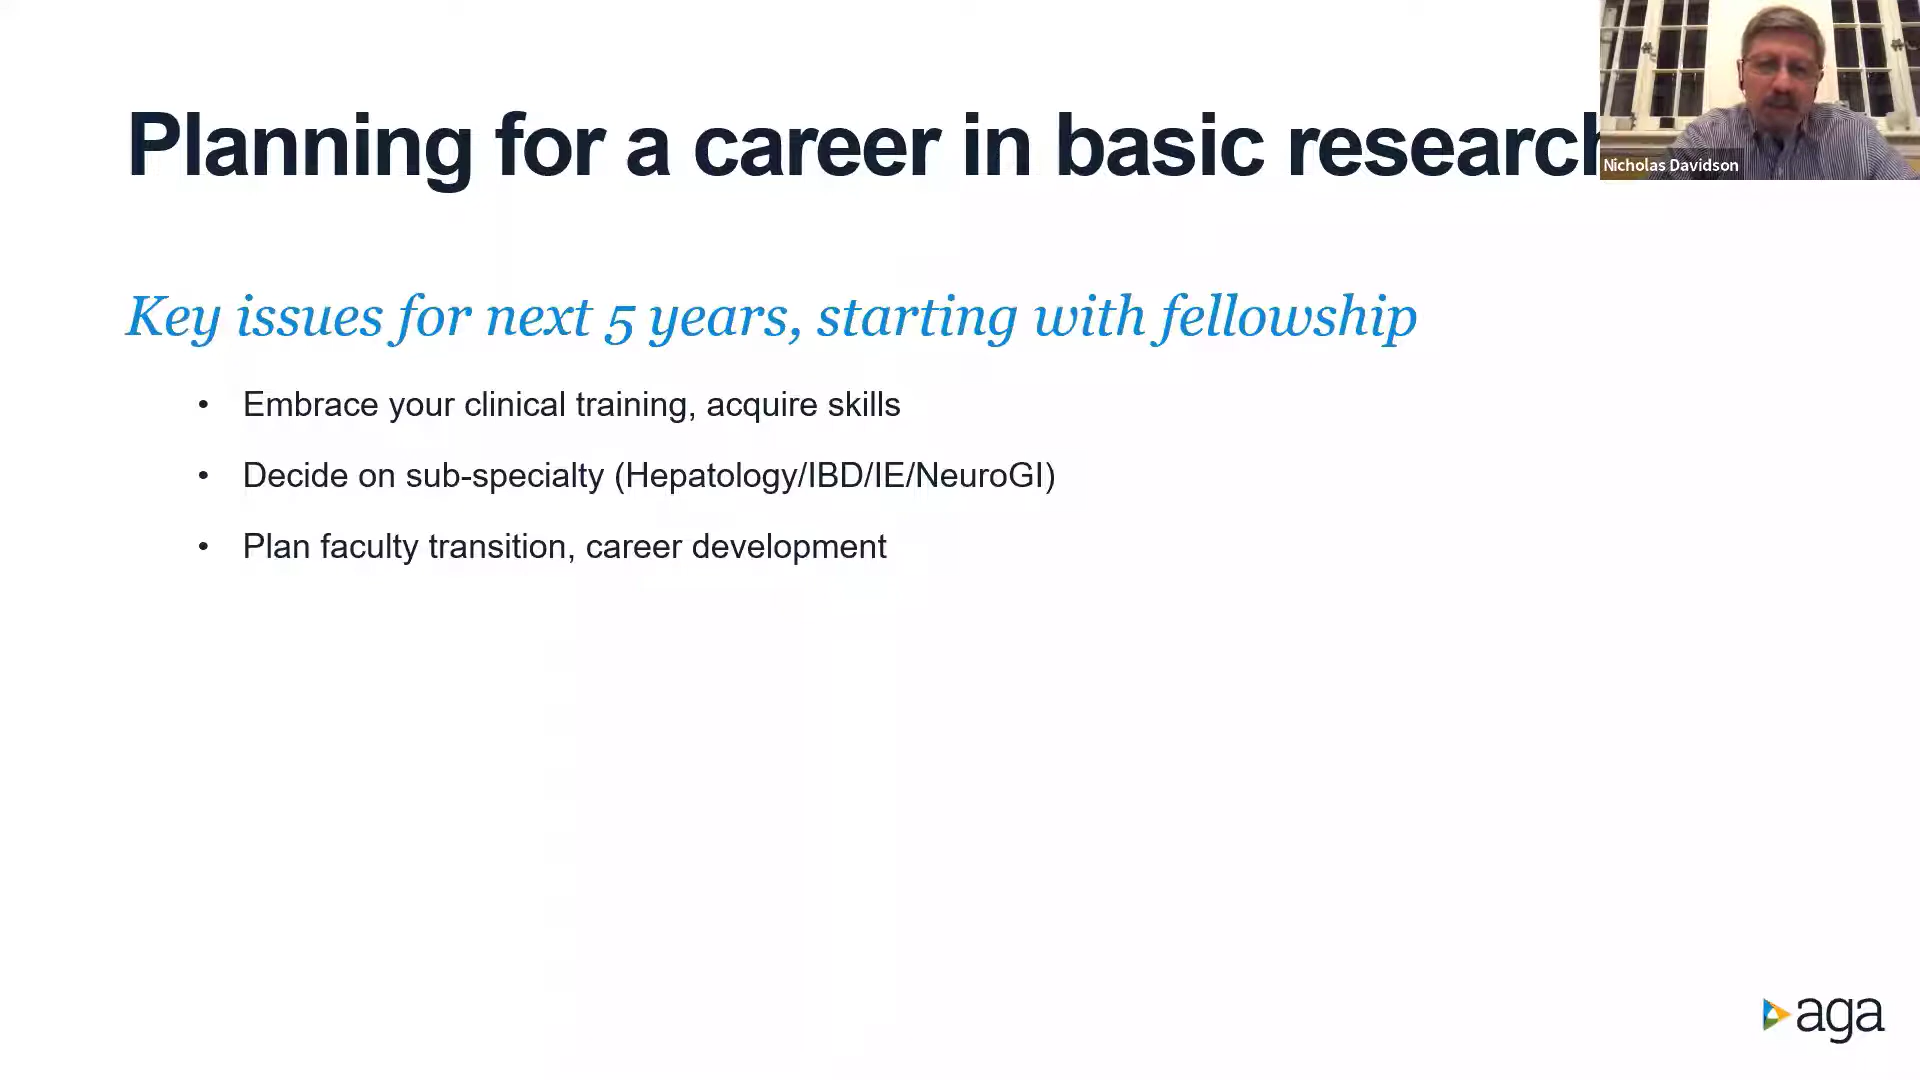 Planning for a career in basic research
Nicholas Davidson
Key issues for next 5 years, starting with fellowship
• Embrace your clinical training, acquire skills
• Decide on sub-specialty (Hepatology/IBD/IE/NeuroGI)
• Plan faculty transition, career development
aga